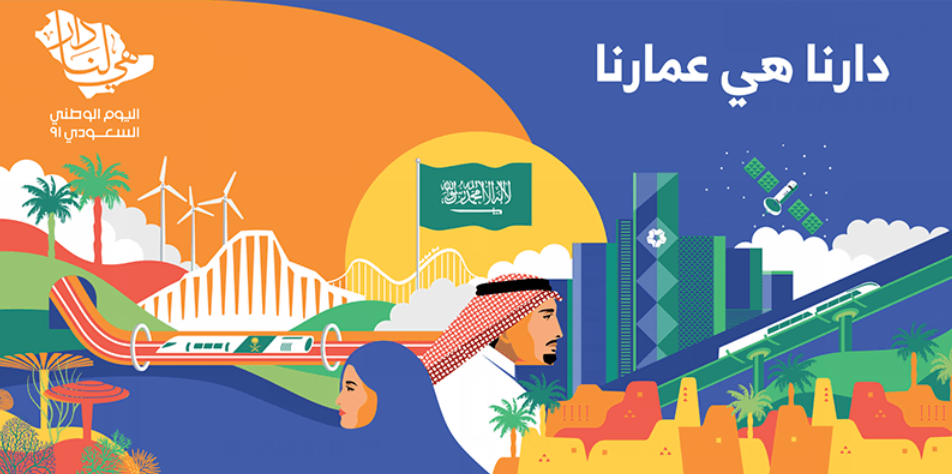 دارنا هي عمارنا
هي لنا دار
اليوم الوطني
السعودي ٩١
لا إله إلا الله محمد رسول الله